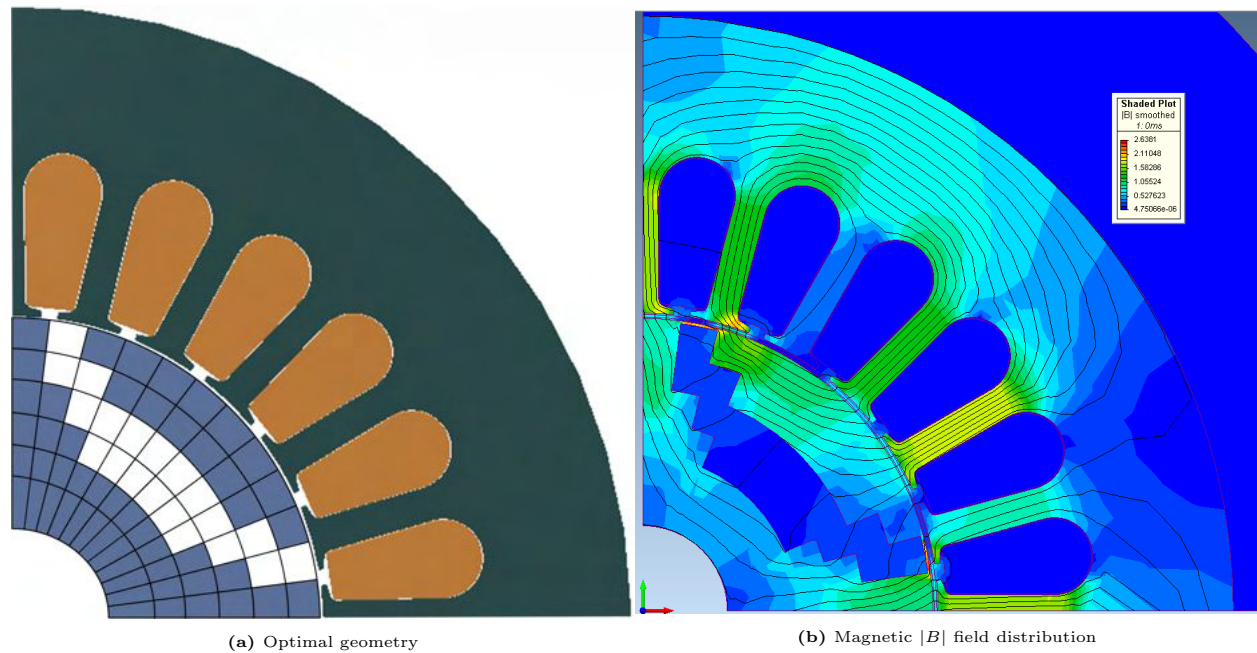 Shaded Plot
|B| smoothed
1: 0ms
2.6381
2.11048
1.58286
1.05524
0.527623
4.75066e-06
(a) Optimal geometry
(b) Magnetic |B| field distribution